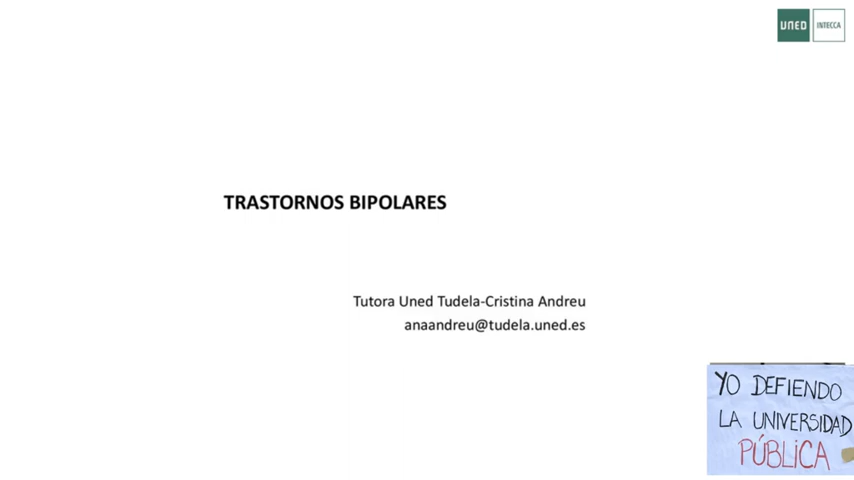 UNED INTECCA
TRASTORNOS BIPOLARES
Tutora Uned Tudela-Cristina Andreu
anaandreu@tudela.uned.es
YO DEFIENDO
LA UNIVERSIDAD
PÚBLICA